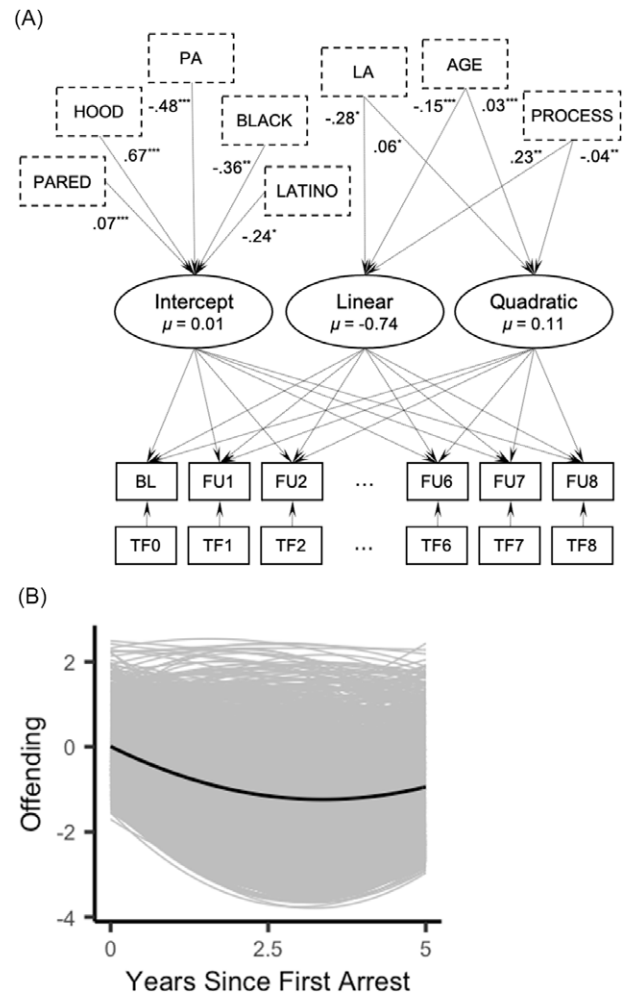 (A)
PA
LA
AGE
HOOD
-.48***
BLACK
-.28*
-.15***
.03***
PROCESS
PARED
.67***
-.36**
LATINO
.06*
.23**
-.04**
.07***
-.24*
Intercept
μ = 0.01
Linear
μ = -0.74
Quadratic
μ = 0.11
BL
FU1
FU2
...
FU6
FU7
FU8
TF0
TF1
TF2
...
TF6
TF7
TF8
(B)
Offending
2
0
-2
-4
0
2.5
5
Years Since First Arrest